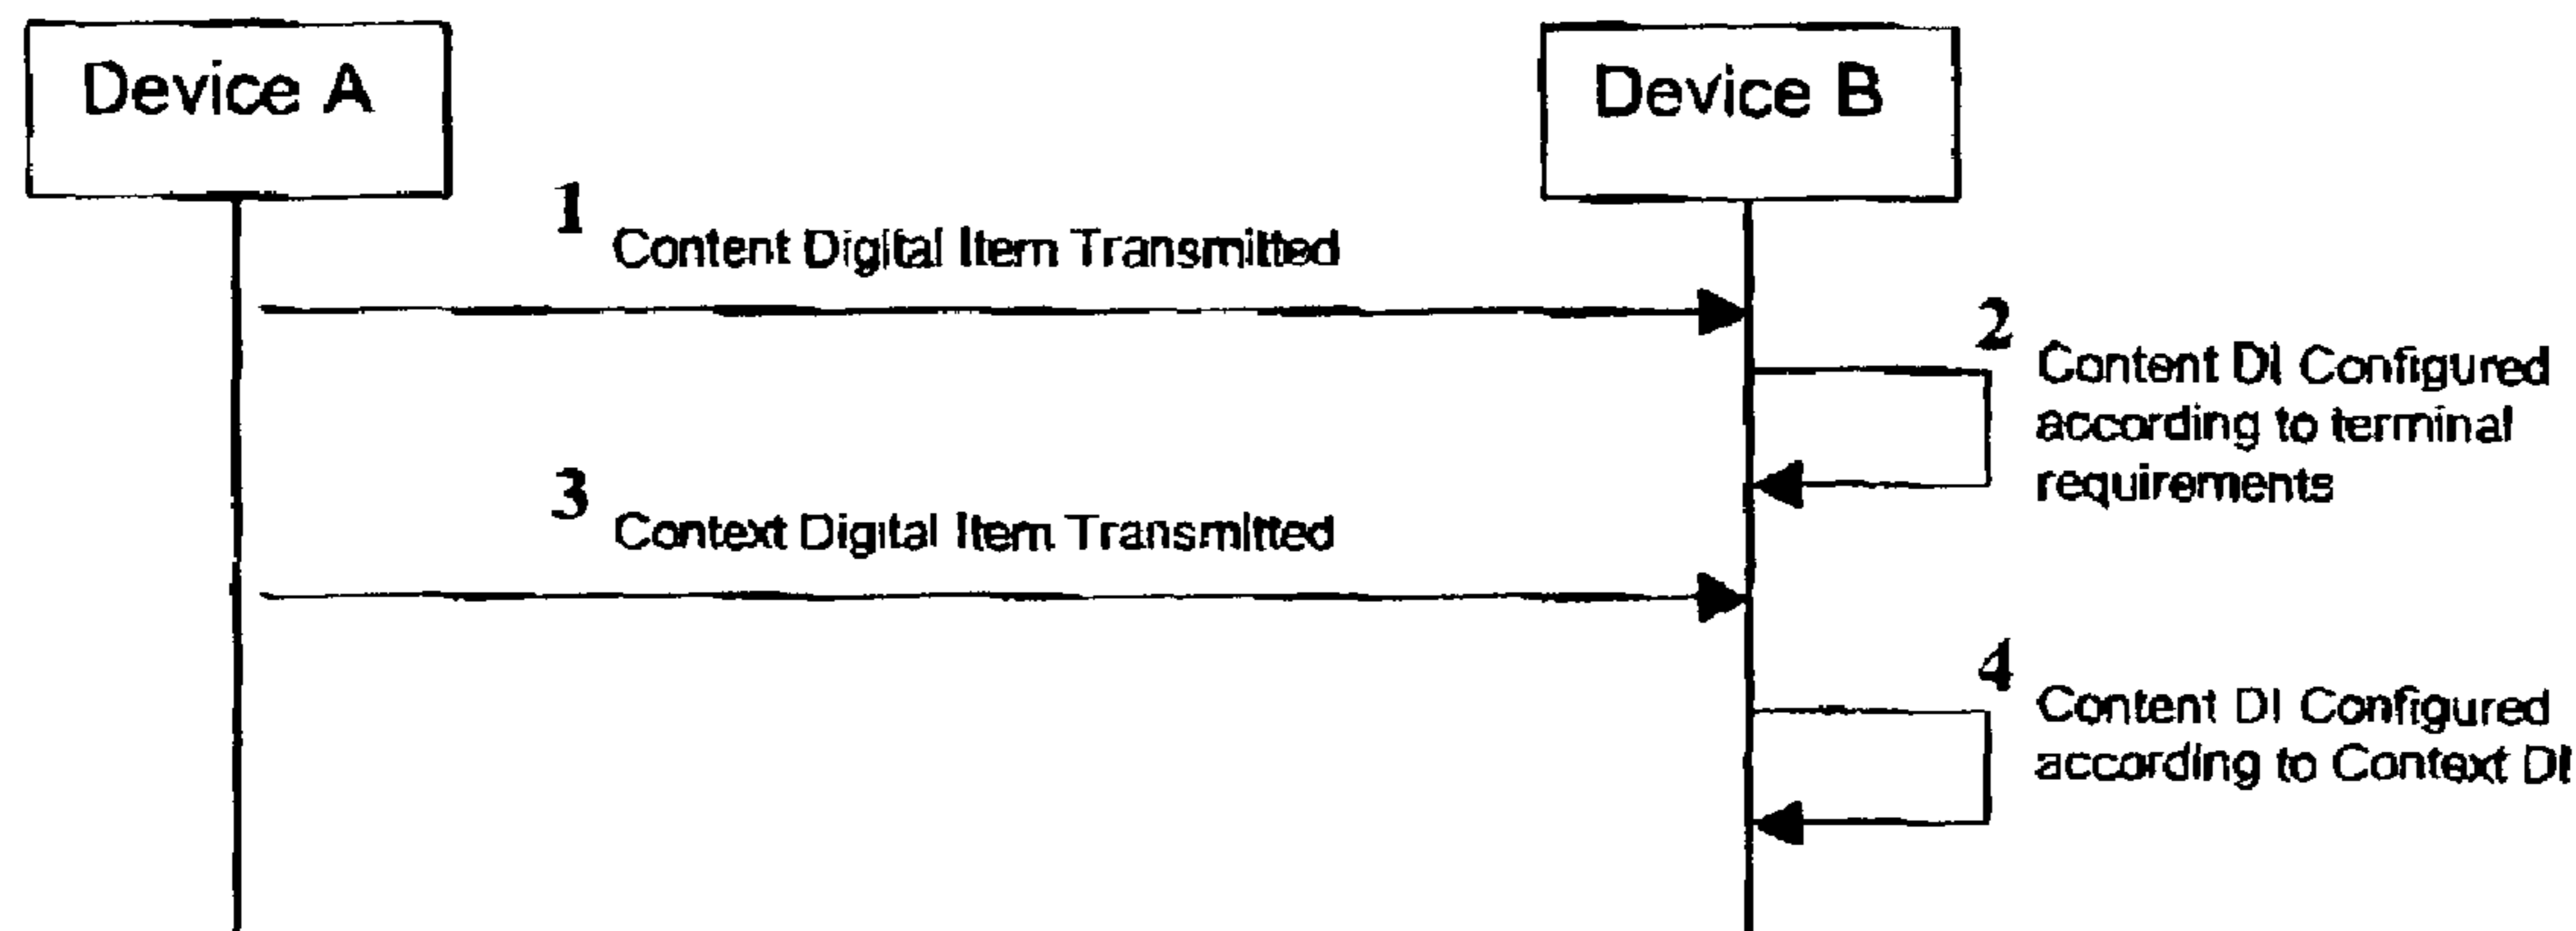 Device A
Device B
1
Content Digital Item Transmitted
2
Content DI Configured
according to terminal
requirements
3
Context Digital Item Transmitted
4
Content DI Configured
according to Context DI